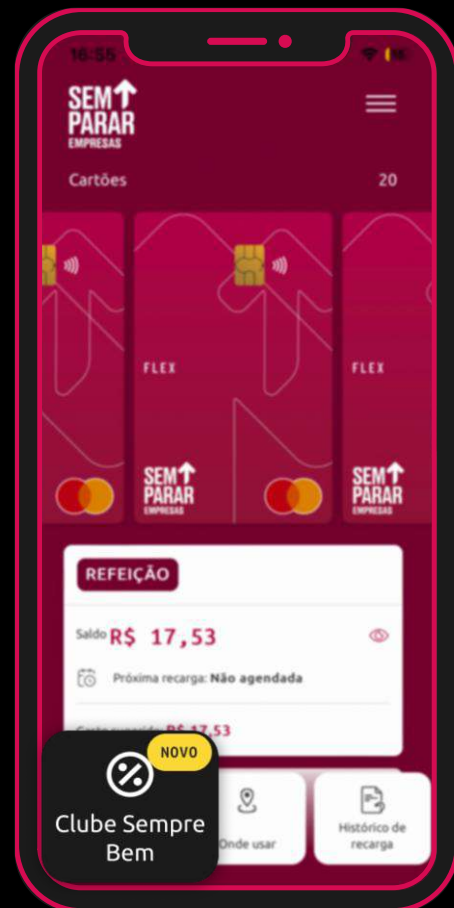 16:55
SEM
PARAR
EMPRESAS
Cartões
20
FLEX
FLEX
SEM
PARAR
EMPRESAS
SEM
PARAR
EMPRESAS
REFEIÇÃO
Saldo R$ 17,53
Próxima recarga: Não agendada
R$ 17,53
NOVO
Clube Sempre
Bem
Onde usar
Histórico de
recarga